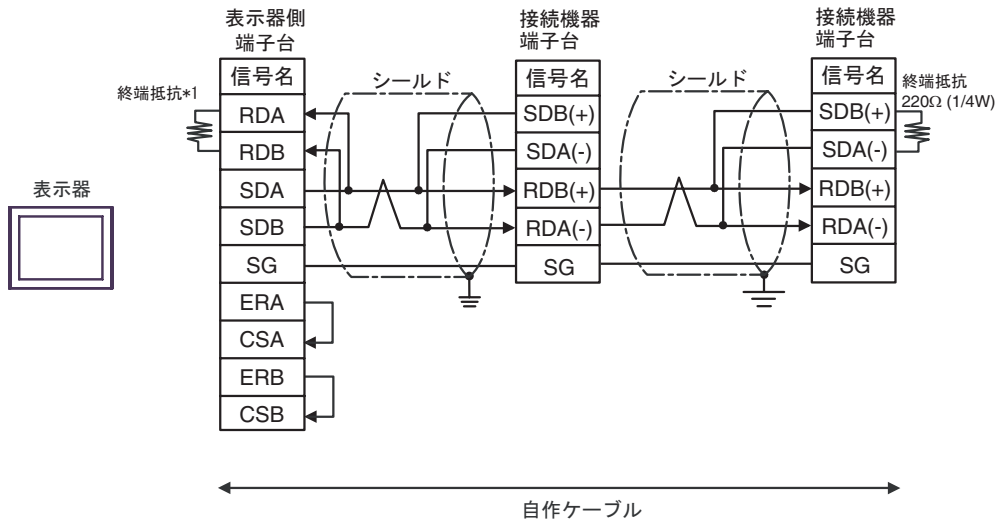 表示器側
端子台
信号名
RDA
RDB
SDA
SDB
SG
ERA
CSA
ERB
CSB
終端抵抗*1
表示器
シールド
接続機器
端子台
信号名
SDB(+)
SDA(-)
RDB(+)
RDA(-)
SG
シールド
接続機器
端子台
信号名
SDB(+)
SDA(-)
RDB(+)
RDA(-)
SG
終端抵抗
220Ω (1/4W)
自作ケーブル